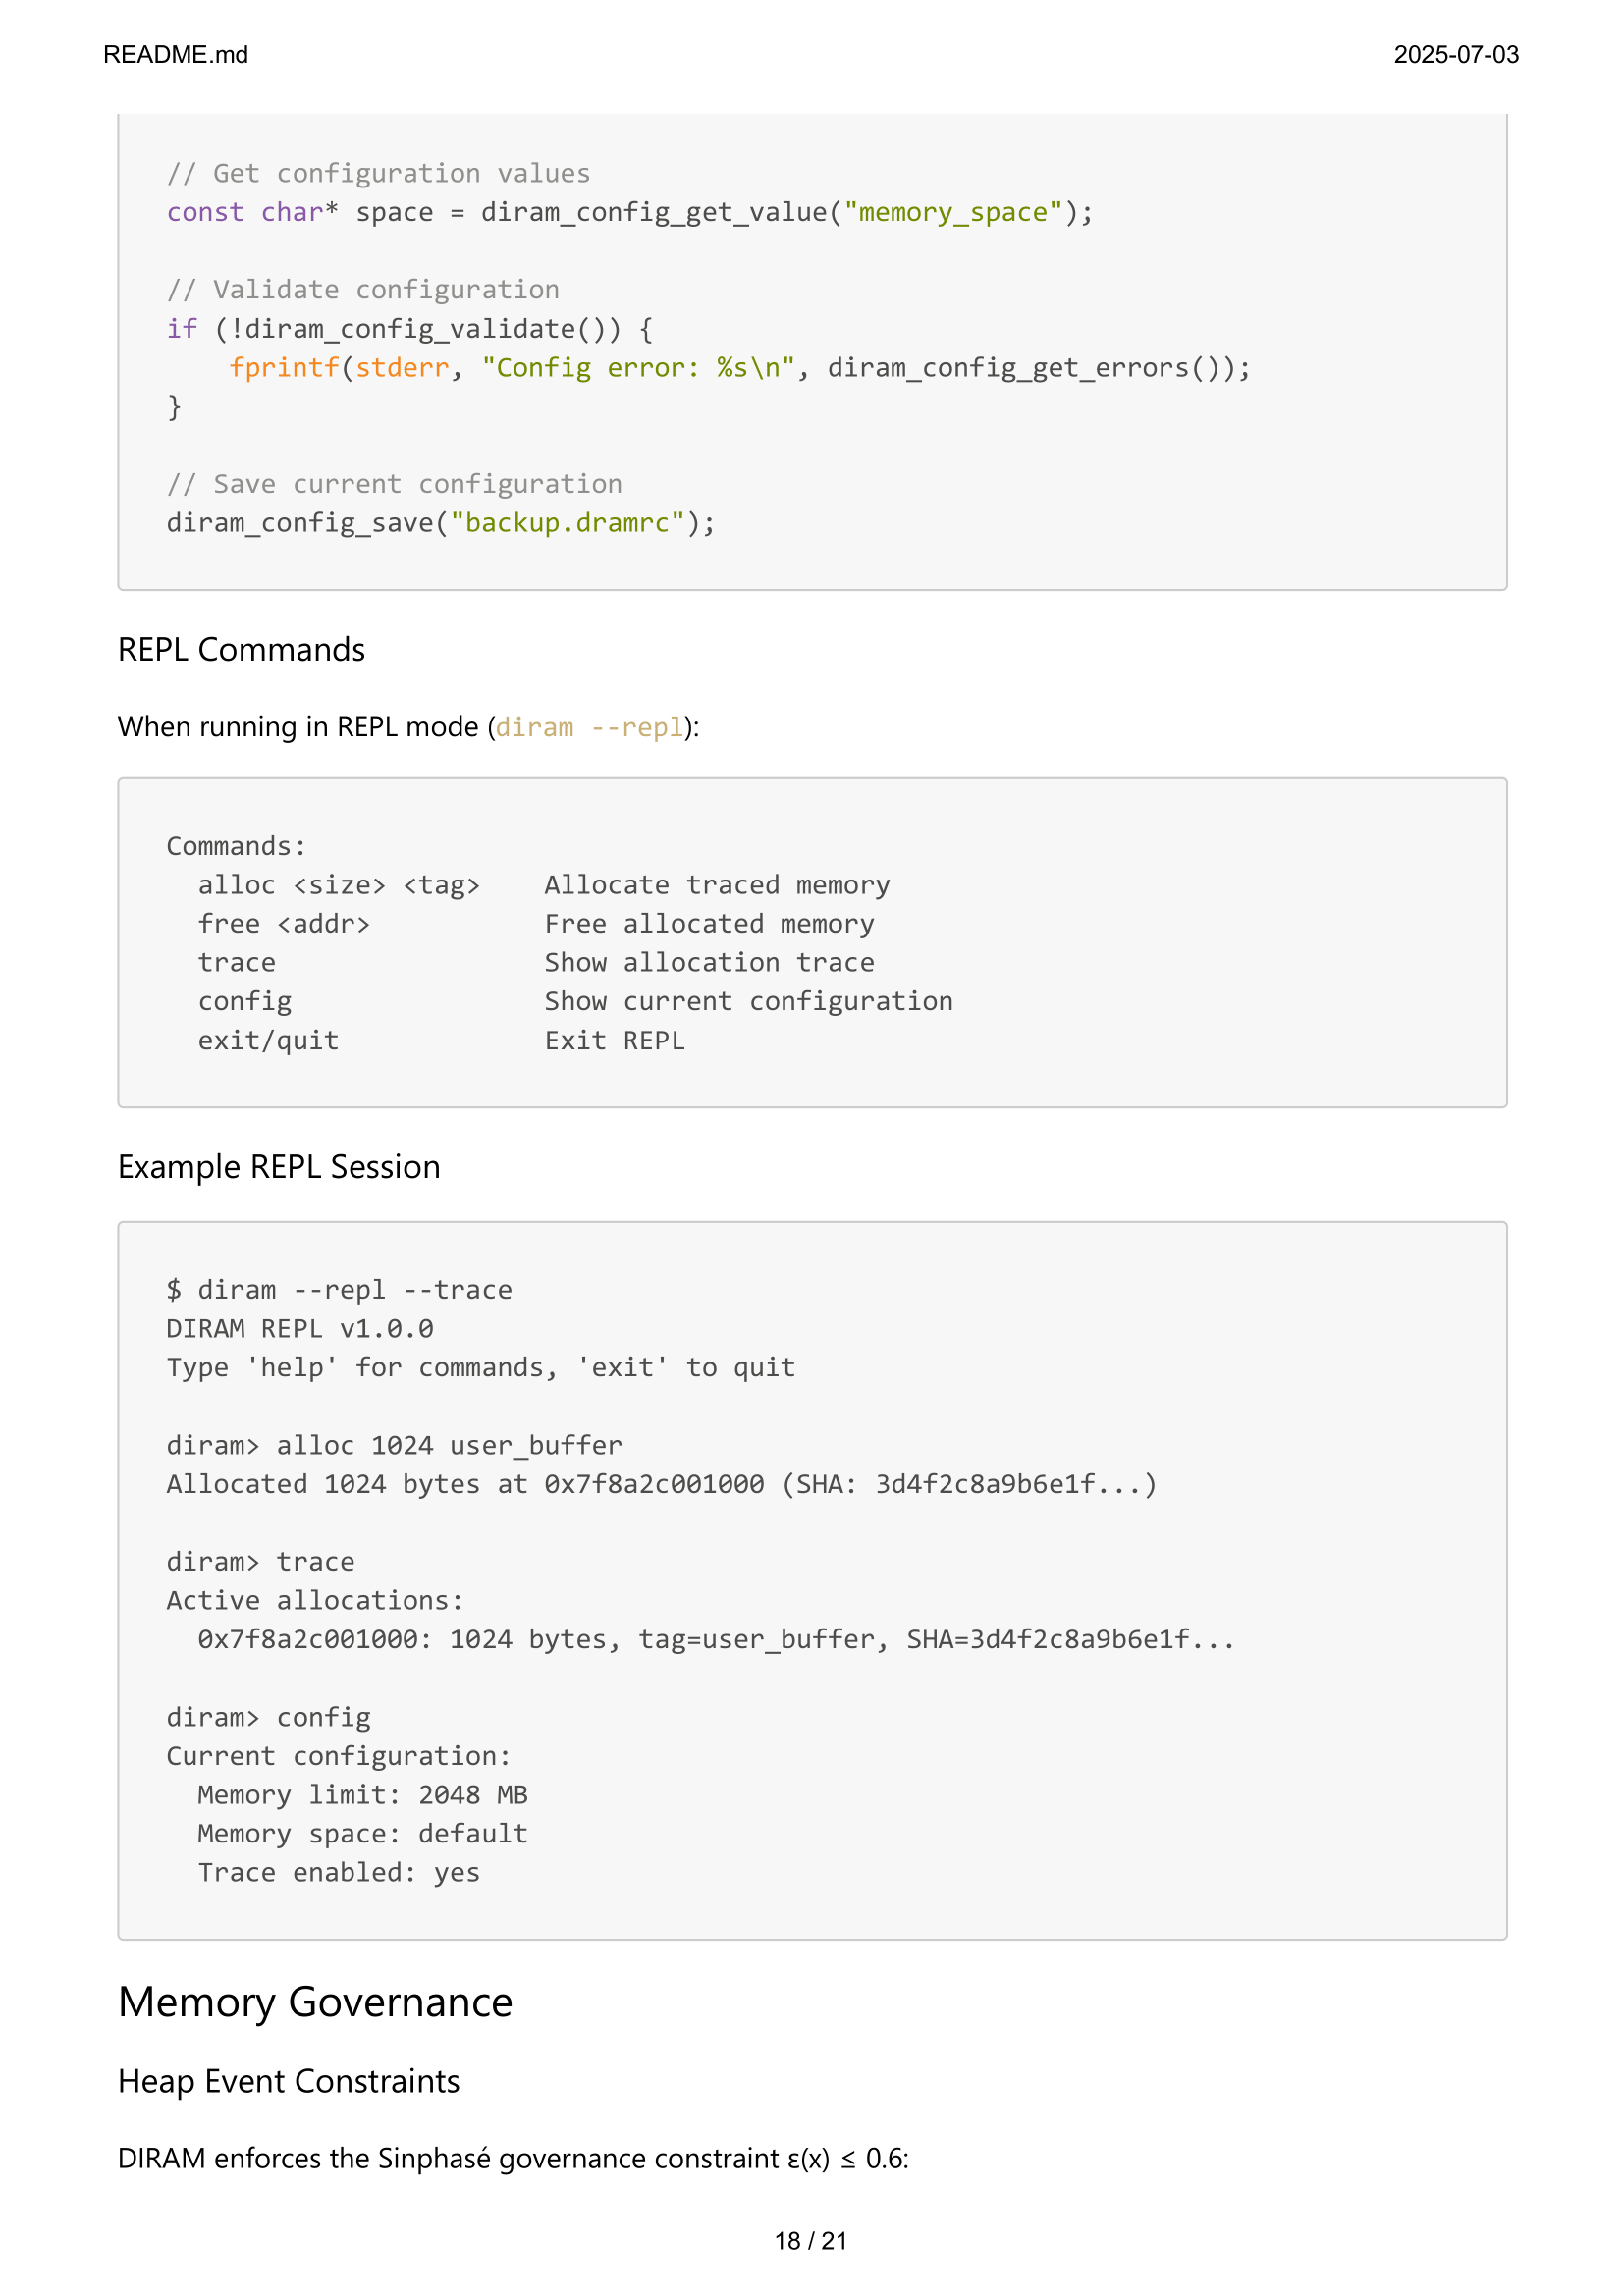 README.md
2025-07-03
// Get configuration values
const char* space = diram_config_get_value("memory_space");
// Validate configuration
if (!diram_config_validate()) {
    fprintf(stderr, "Config error: %s\n", diram_config_get_errors());
}
// Save current configuration
diram_config_save("backup.dramrc");
REPL Commands
When running in REPL mode (diram --repl):
Commands:
  alloc <size> <tag>    Allocate traced memory
  free <addr>           Free allocated memory
  trace                 Show allocation trace
  config                Show current configuration
  exit/quit             Exit REPL
Example REPL Session
$ diram --repl --trace
DIRAM REPL v1.0.0
Type 'help' for commands, 'exit' to quit
diram> alloc 1024 user_buffer
Allocated 1024 bytes at 0x7f8a2c001000 (SHA: 3d4f2c8a9b6e1f...)
diram> trace
Active allocations:
  0x7f8a2c001000: 1024 bytes, tag=user_buffer, SHA=3d4f2c8a9b6e1f...
diram> config
Current configuration:
  Memory limit: 2048 MB
  Memory space: default
  Trace enabled: yes
Memory Governance
Heap Event Constraints
DIRAM enforces the Sinphasé governance constraint ε(x) ≤ 0.6:
18 / 21